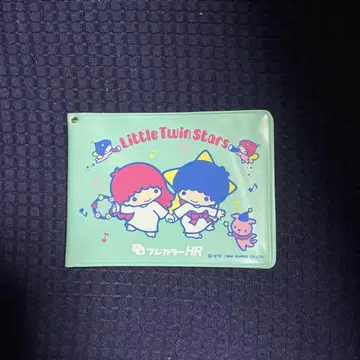 Little Twin Stars
フジカラーHR
©1976, 1984 SANRIO CO.,LTD.